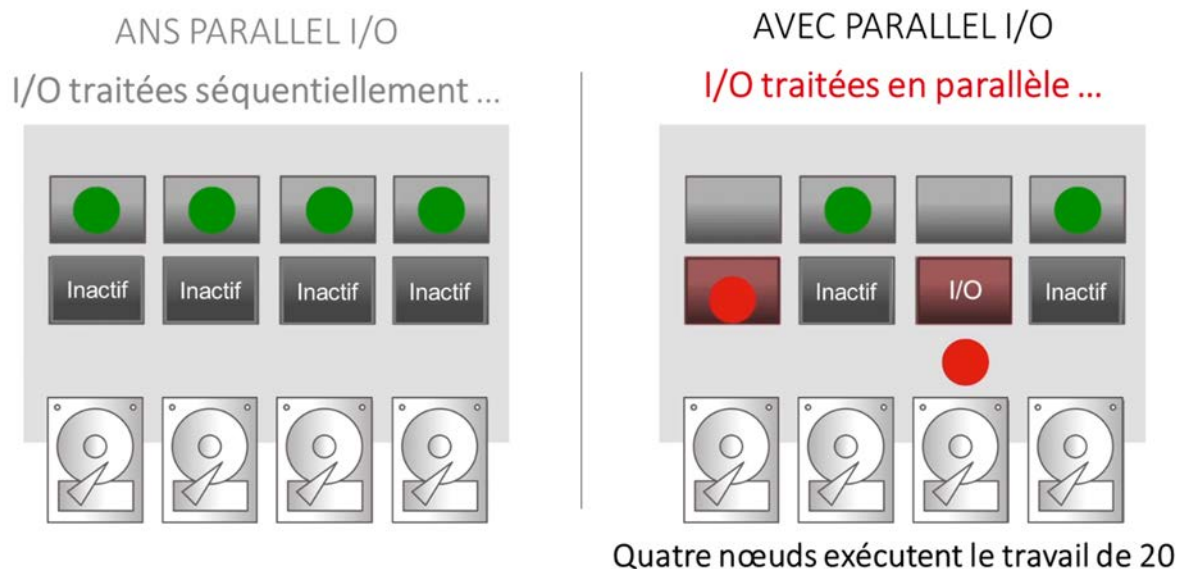 ANS PARALLEL I/O
I/O traitées séquentiellement ...
Inactif Inactif Inactif Inactif
AVEC PARALLEL I/O
I/O traitées en parallèle ...
Inactif I/O Inactif
Quatre nœuds exécutent le travail de 20